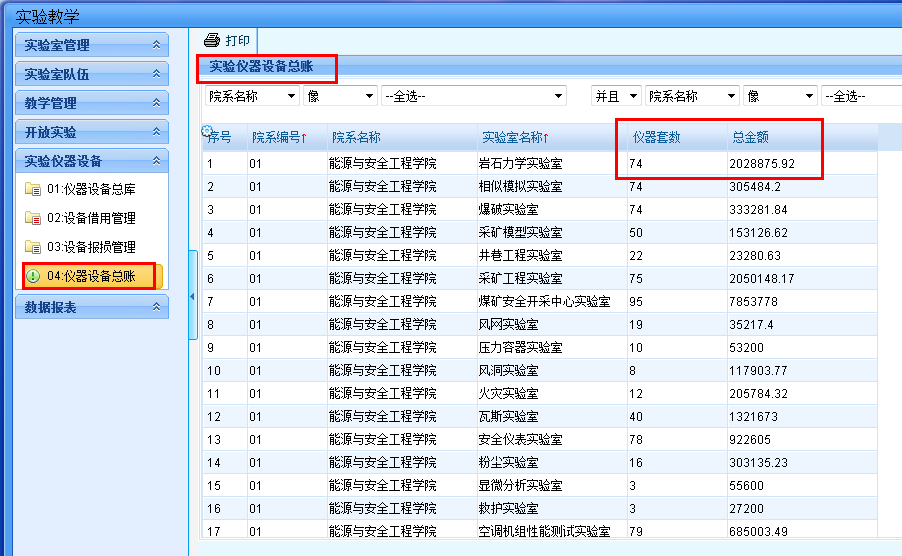 实验教学
实验室管理
实验室队伍
教学管理
开放实验
实验仪器设备
01:仪器设备总库
02:设备借用管理
03:设备报损管理
04:仪器设备总账
数据报表
打印
实验仪器设备总账
院系名称 像 --全选-- 并且 院系名称 像 --全选--
序号 院系编号↑ 院系名称 实验室名称↑ 仪器套数 总金额
1 01 能源与安全工程学院 岩石力学实验室 74 2028875.92
2 01 能源与安全工程学院 相似模拟实验室 74 305484.2
3 01 能源与安全工程学院 爆破实验室 74 333281.84
4 01 能源与安全工程学院 采矿模型实验室 50 153126.62
5 01 能源与安全工程学院 井巷工程实验室 22 23280.63
6 01 能源与安全工程学院 采矿工程实验室 75 2050148.17
7 01 能源与安全工程学院 煤矿安全开采中心实验室 95 7853778
8 01 能源与安全工程学院 风网实验室 19 35217.4
9 01 能源与安全工程学院 压力容器实验室 10 53200
10 01 能源与安全工程学院 风洞实验室 8 117903.77
11 01 能源与安全工程学院 火灾实验室 12 205784.32
12 01 能源与安全工程学院 瓦斯实验室 40 1321673
13 01 能源与安全工程学院 安全仪表实验室 78 922605
14 01 能源与安全工程学院 粉尘实验室 16 303135.23
15 01 能源与安全工程学院 显微分析实验室 3 55600
16 01 能源与安全工程学院 救护实验室 3 27200
17 01 能源与安全工程学院 空调机组性能测试实验室 79 685003.49